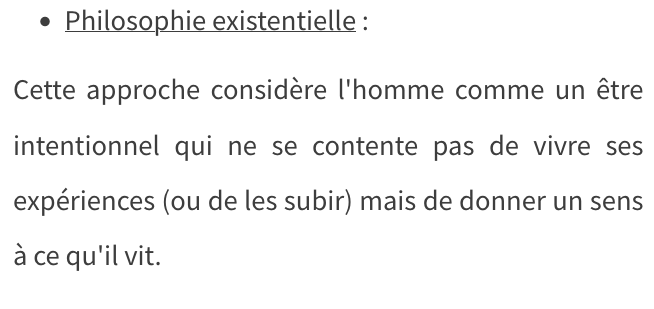 • Philosophie existentielle :
Cette approche considère l'homme comme un être
intentionnel qui ne se contente pas de vivre ses
expériences (ou de les subir) mais de donner un sens
à ce qu'il vit.